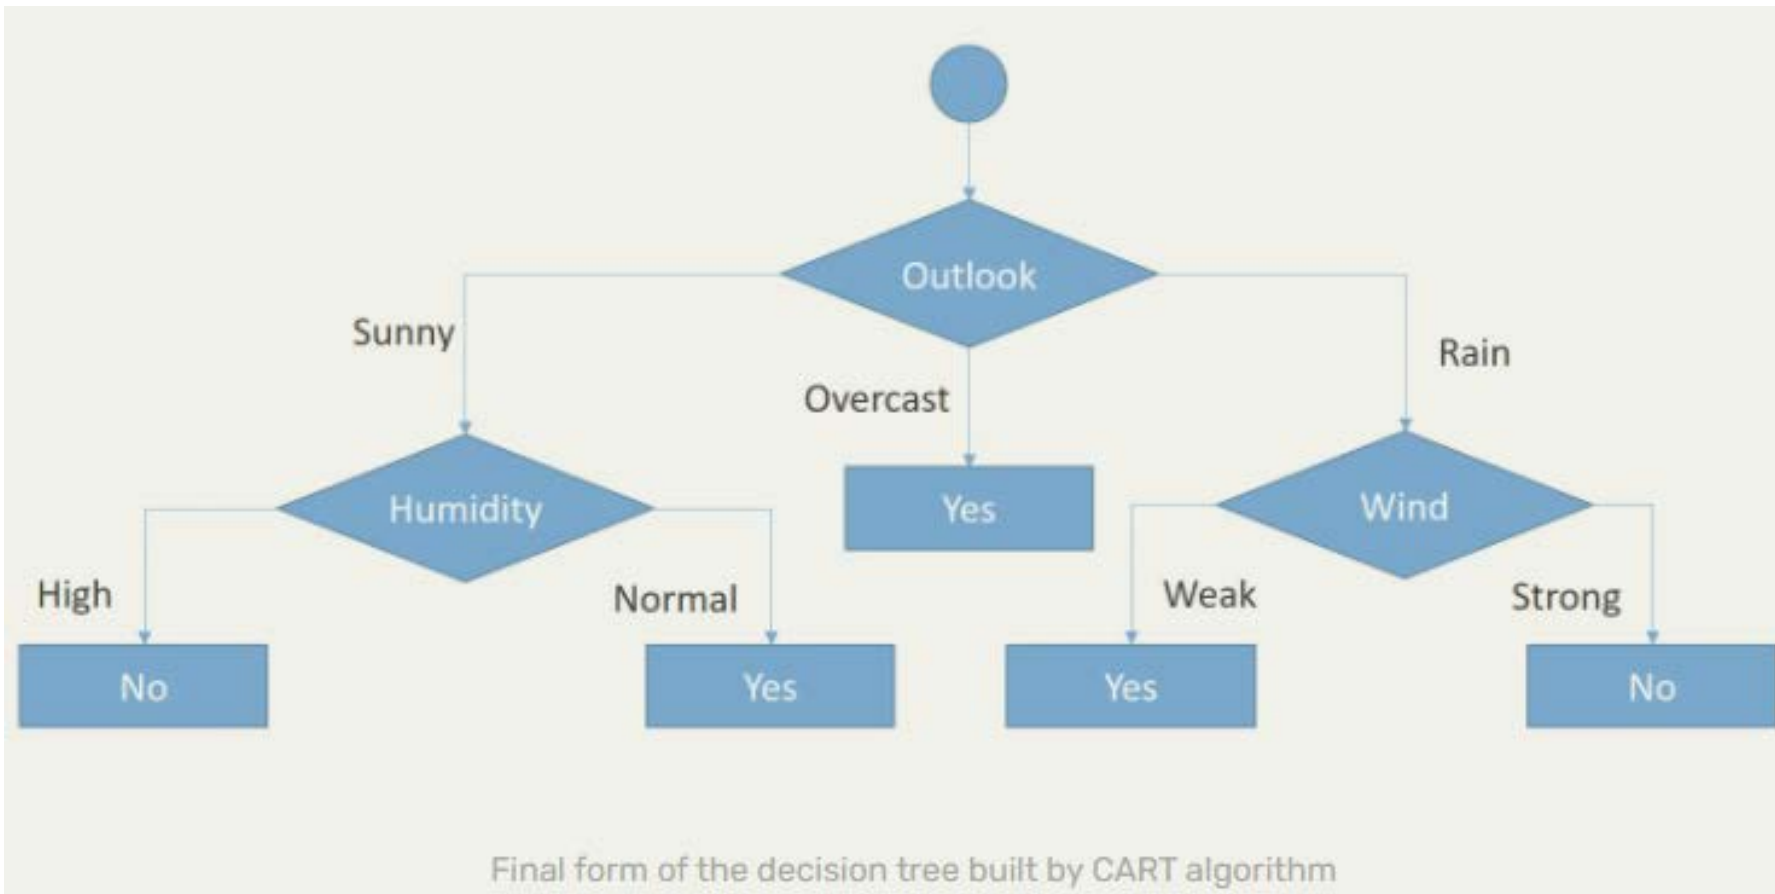 Outlook
Sunny
Rain
Overcast
Humidity
Yes
Wind
High
Normal
Weak
Strong
No
Yes
Yes
No
Final form of the decision tree built by CART algorithm